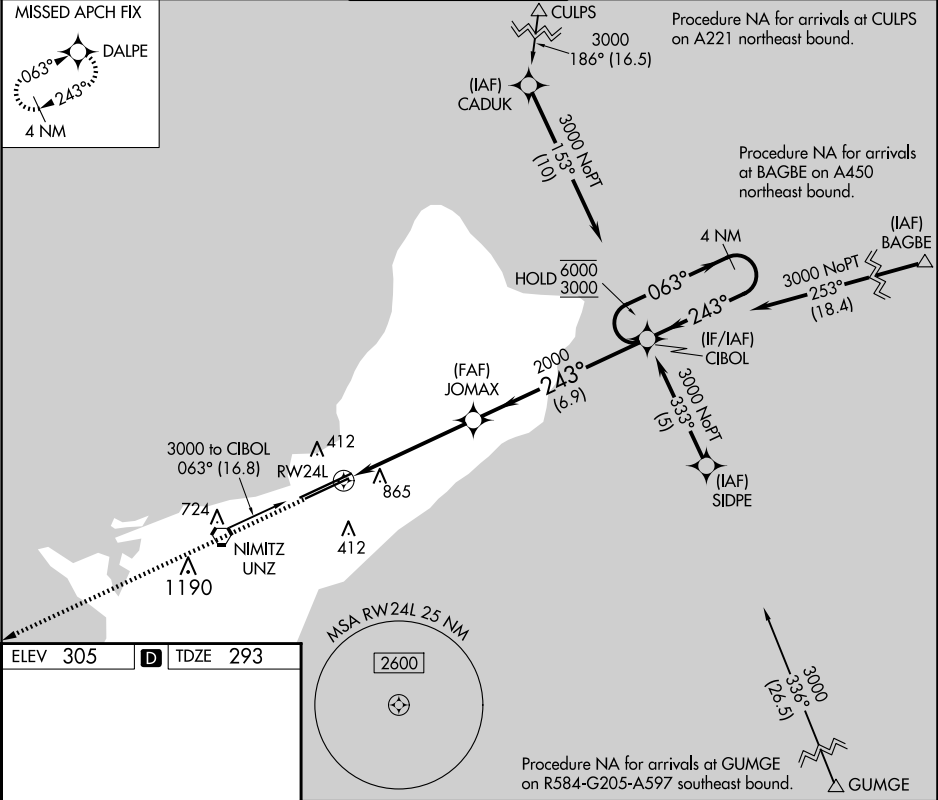 MISSED APCH FIX
DALPE
063°
243°
4 NM
CULPS
3000
186° (16.5)
Procedure NA for arrivals at CULPS
on A221 northeast bound.
(IAF)
CADUK
3000 NoPT
153°
(10)
Procedure NA for arrivals
at BAGBE on A450
northeast bound.
(IAF)
BAGBE
4 NM
3000 NoPT
253°
(18.4)
HOLD 6000
3000
063°
243°
(IF/IAF)
CIBOL
2000
243°
(6.9)
(FAF)
JOMAX
3000 NoPT
333°
(5)
(IAF)
SIDPE
3000 to CIBOL
063° (16.8)
412
RW24L
865
724
412
NIMITZ
UNZ
1190
ELEV 305 D TDZE 293
MSA RW24L 25 NM
2600
3000
336°
(26.5)
Procedure NA for arrivals at GUMGE
on R584-G205-A597 southeast bound.
GUMGE